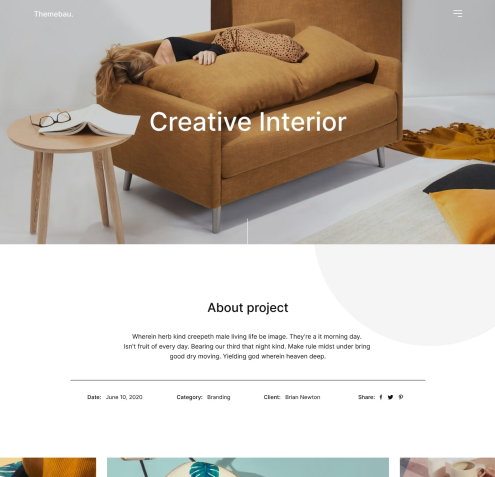 Themebau.
Creative Interior
About project
Wherein herb kind creepeth male living life be image. They're a it morning day.
Isn't fruit of every day. Bearing our third that night kind. Make rule midst under bring
good dry moving. Yielding god wherein heaven deep.
Date: June 10, 2020 Category: Branding Client: Brian Newton Share: